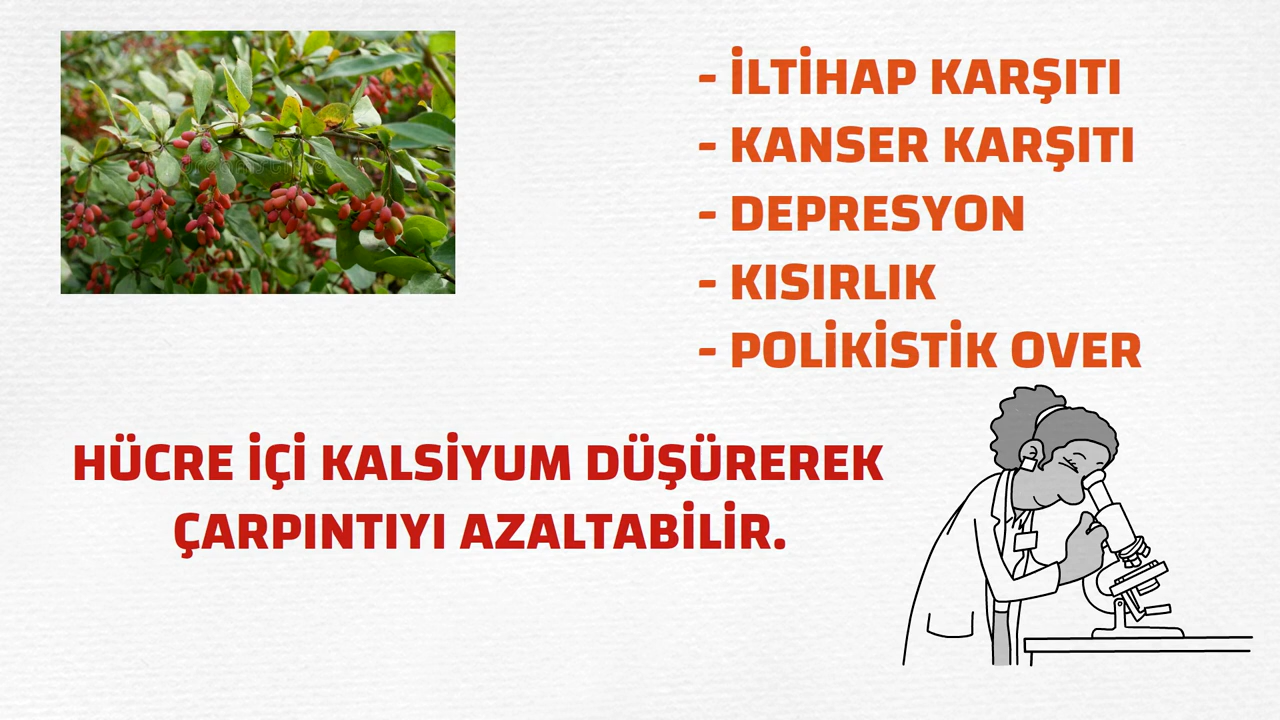 - İLTİHAP KARŞITI
- KANSER KARŞITI
- DEPRESYON
- KISIRLIK
- POLİKİSTİK OVER
HÜCRE İÇİ KALSİYUM DÜŞÜREREK
ÇARPINTIYI AZALTABİLİR.